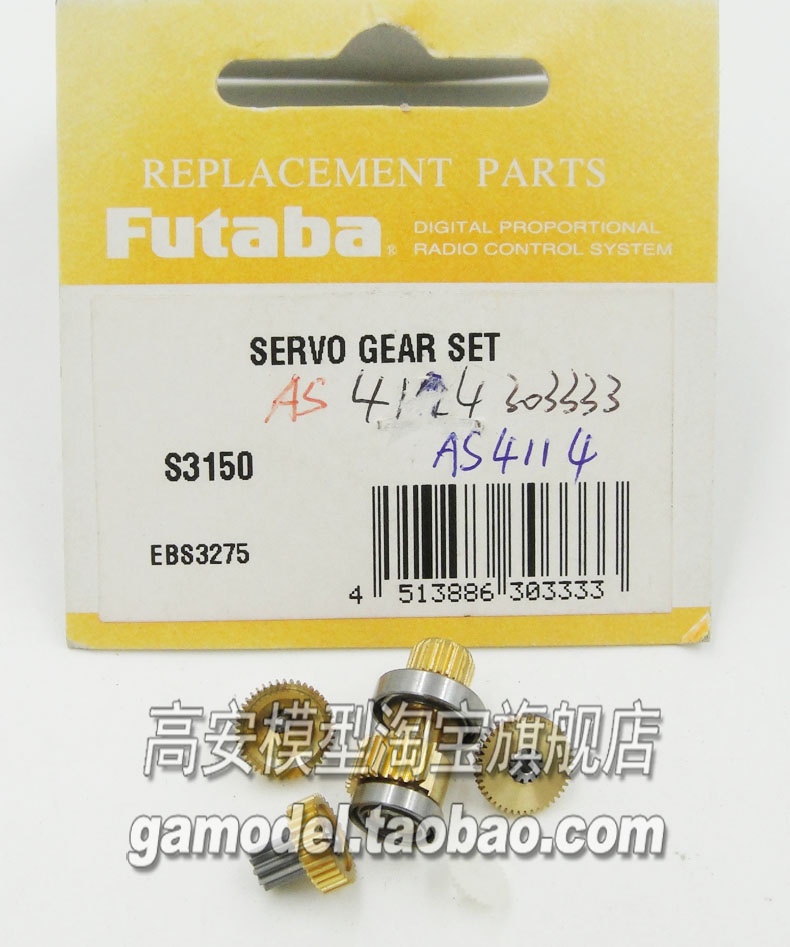 REPLACEMENT PARTS
Futaba® DIGITAL PROPORTIONAL
RADIO CONTROL SYSTEM
SERVO GEAR SET
AS 303333
S3150
AS4114
EBS3275
4 513886 303333
高安模型淘宝旗舰店
gamodel.taobao.com